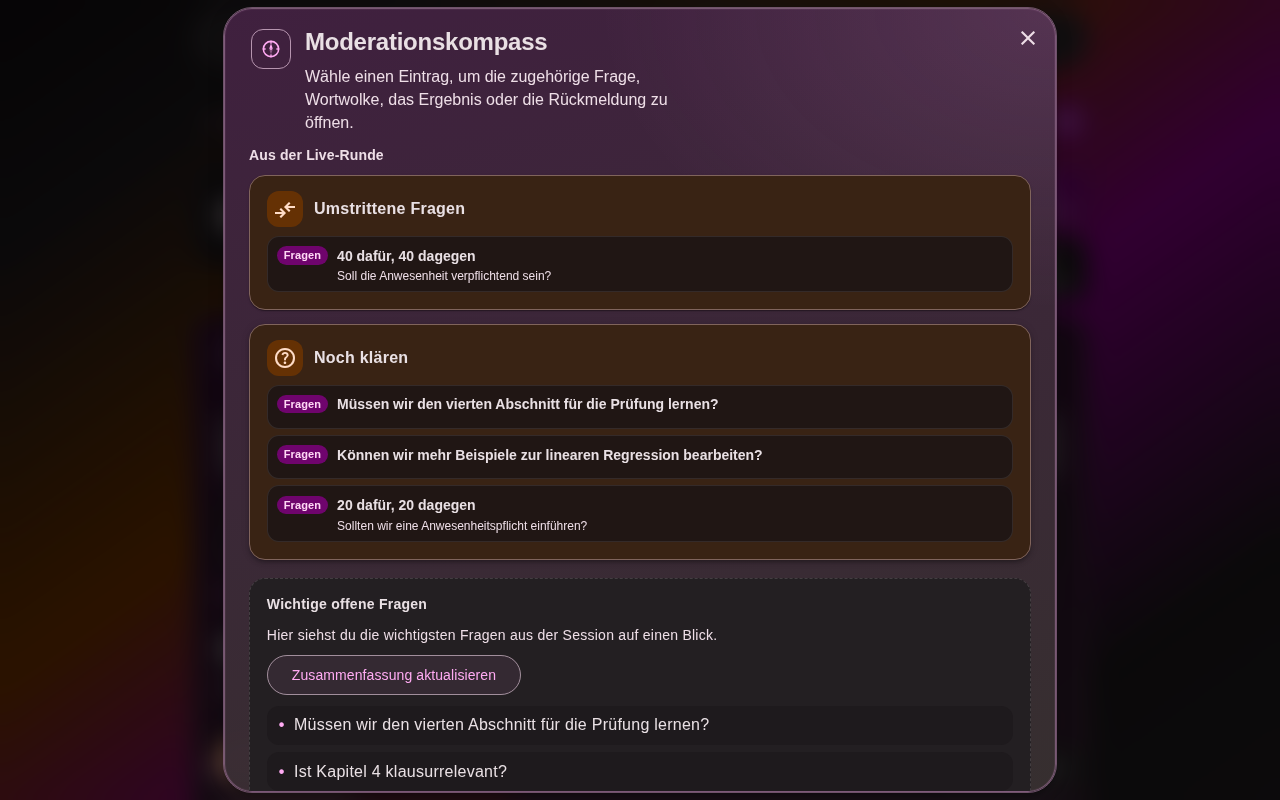 Moderationskompass
Wähle einen Eintrag, um die zugehörige Frage,
Wortwolke, das Ergebnis oder die Rückmeldung zu
öffnen.
Aus der Live-Runde
Umstrittene Fragen
Fragen 40 dafür, 40 dagegen
Soll die Anwesenheit verpflichtend sein?
Noch klären
Fragen Müssen wir den vierten Abschnitt für die Prüfung lernen?
Fragen Können wir mehr Beispiele zur linearen Regression bearbeiten?
Fragen 20 dafür, 20 dagegen
Sollten wir eine Anwesenheitspflicht einführen?
Wichtige offene Fragen
Hier siehst du die wichtigsten Fragen aus der Session auf einen Blick.
Zusammenfassung aktualisieren
• Müssen wir den vierten Abschnitt für die Prüfung lernen?
• Ist Kapitel 4 klausurrelevant?